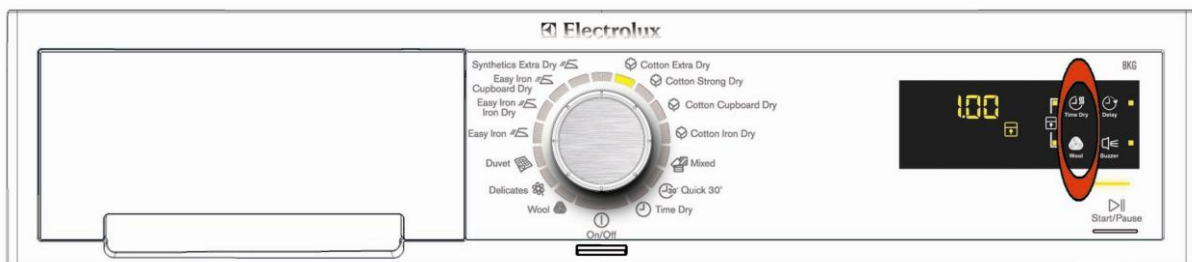 Electrolux
Synthetics Extra Dry
Easy Iron
Cupboard Dry
Easy Iron
Iron Dry
Easy Iron
Duvet
Delicates
Wool
On/Off
Cotton Extra Dry
Cotton Strong Dry
Cotton Cupboard Dry
Cotton Iron Dry
Mixed
30' Quick 30'
Time Dry
8KG
1.00
Time Dry
Delay
Wool
Buzzer
Start/Pause